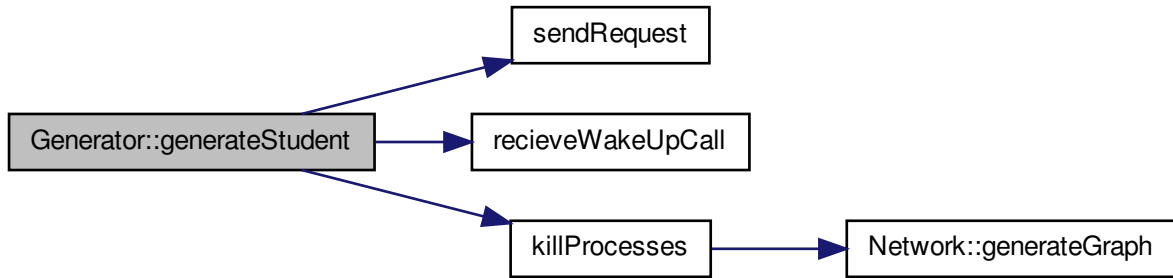 sendRequest
Generator::generateStudent
recieveWakeUpCall
killProcesses
Network::generateGraph